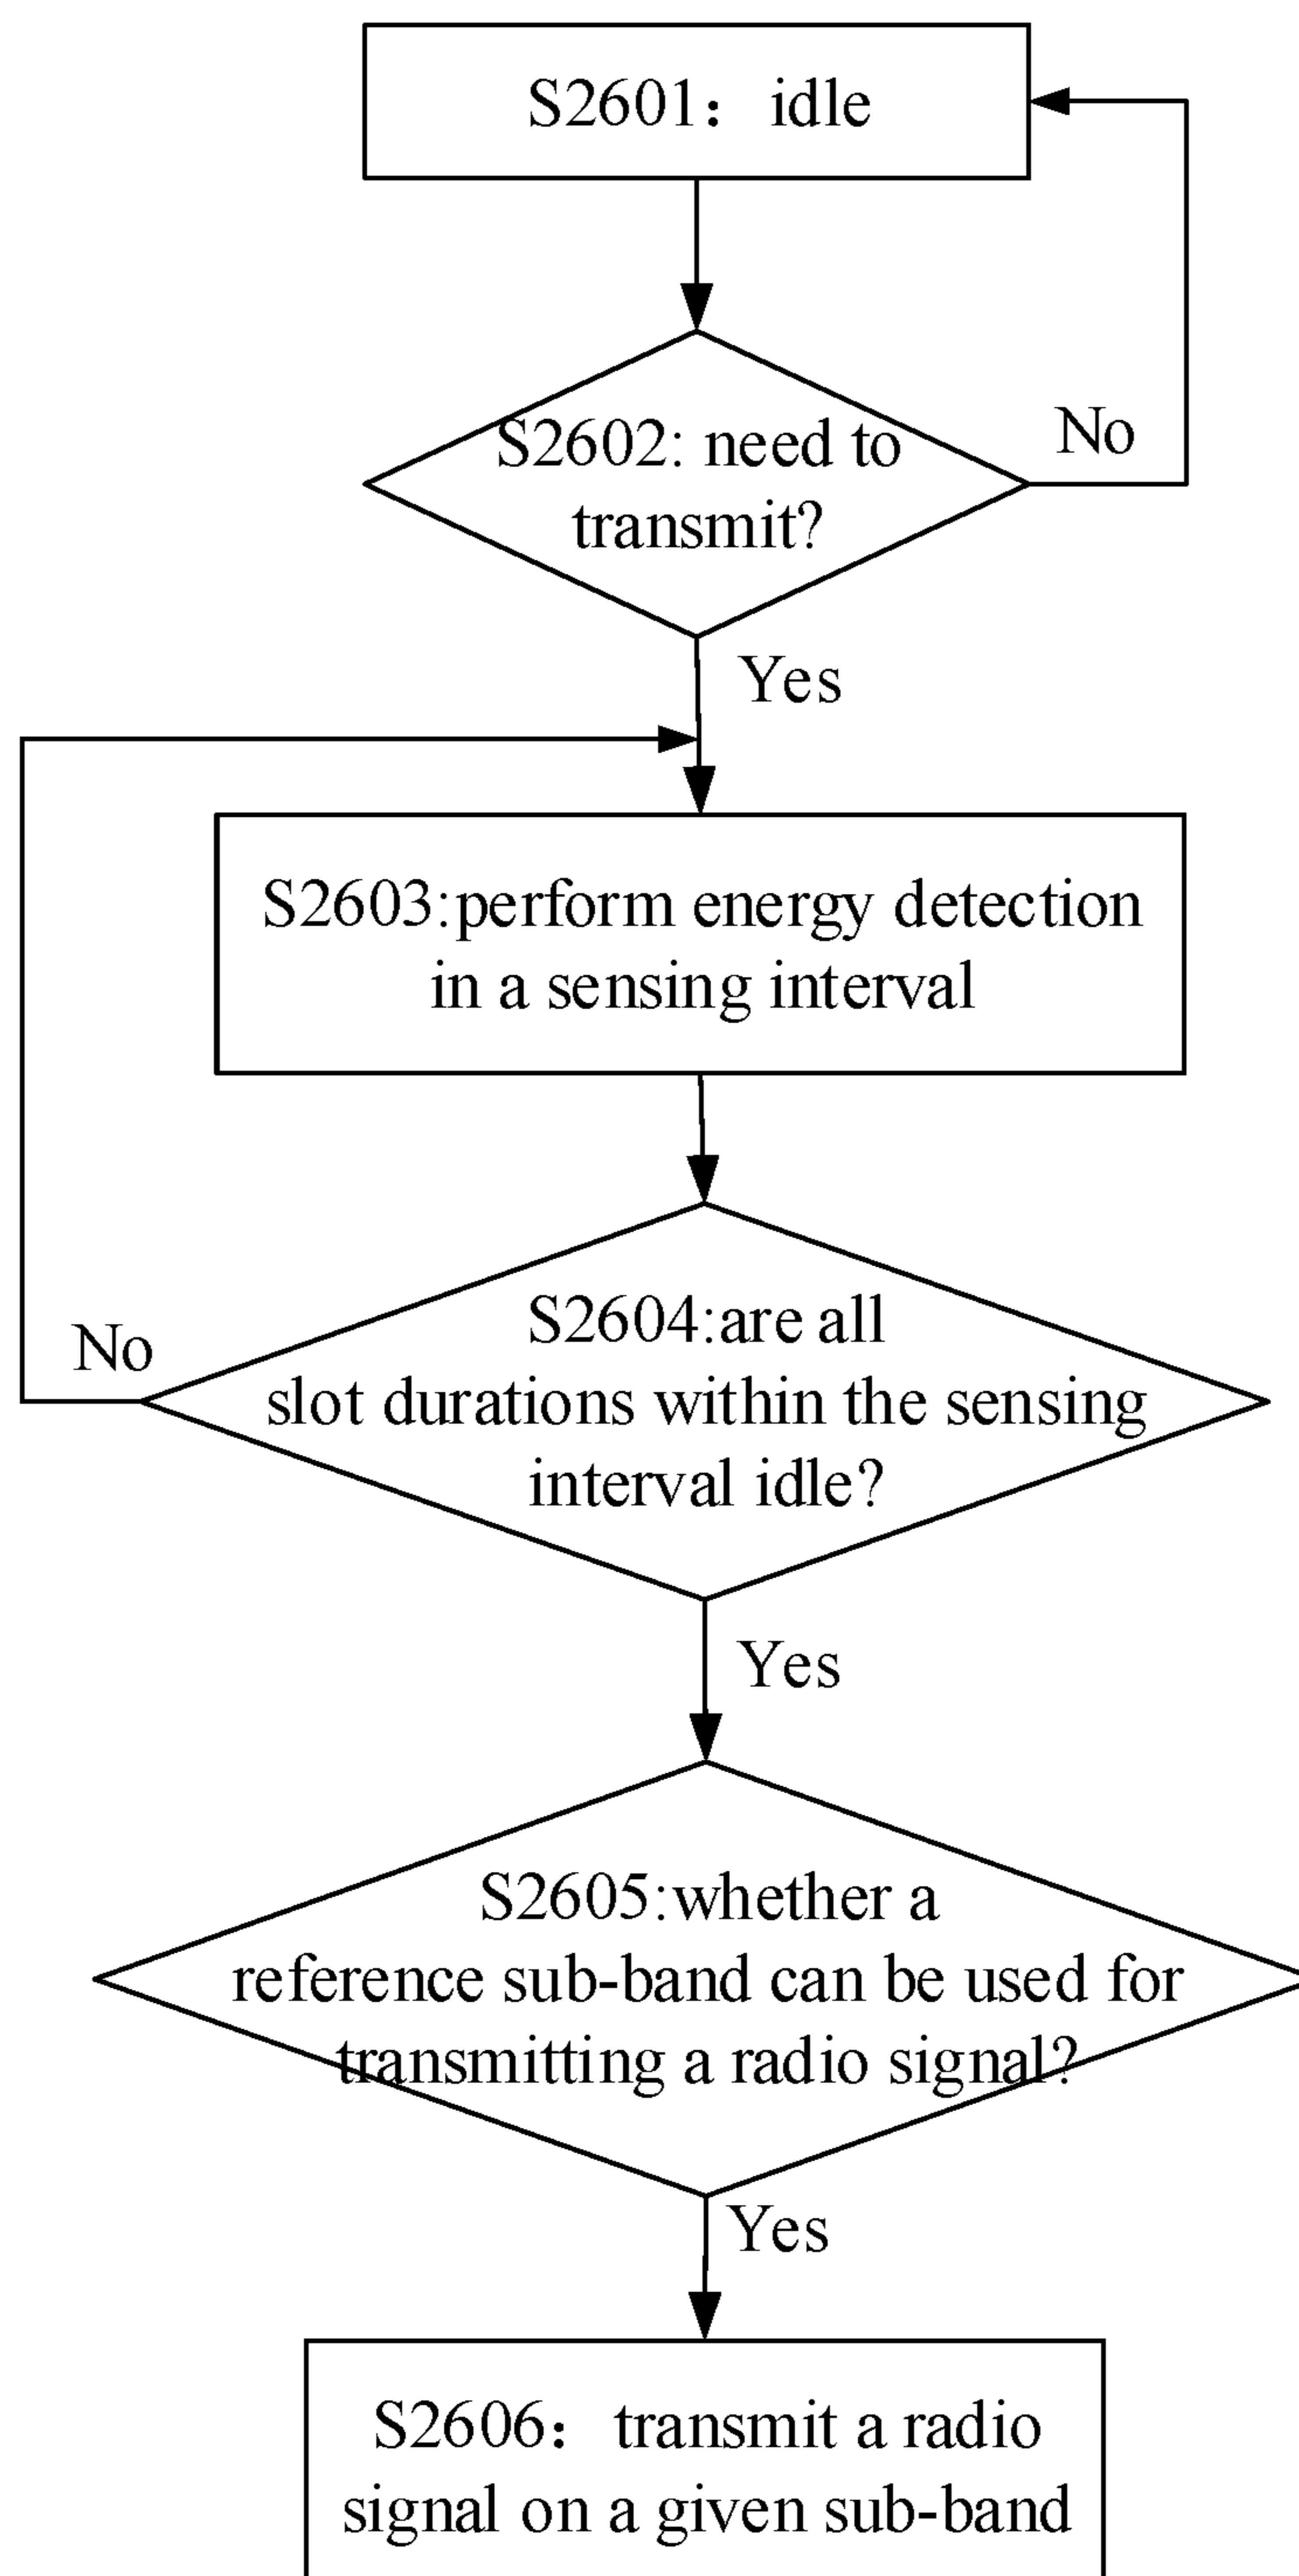 S2601： idle
S2602: need to
transmit?
No
Yes
S2603:perform energy detection
in a sensing interval
S2604:are all
slot durations within the sensing
interval idle?
No
Yes
S2605:whether a
reference sub-band can be used for
transmitting a radio signal?
Yes
S2606： transmit a radio
signal on a given sub-band